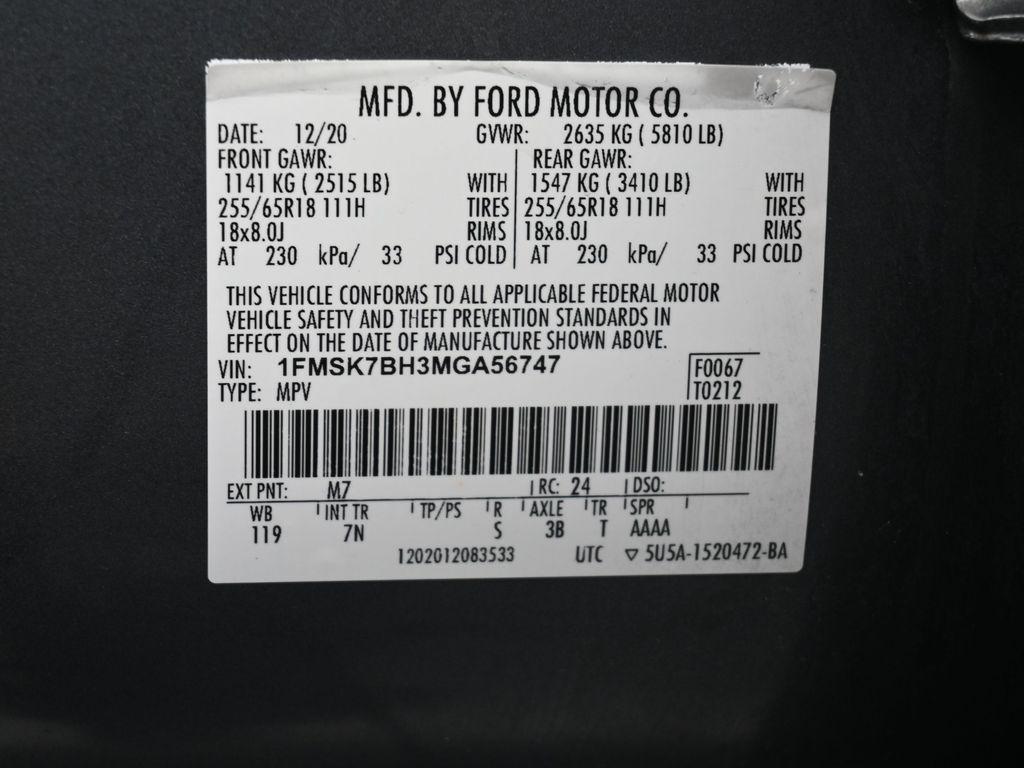 MFD. BY FORD MOTOR CO.
DATE: 12/20 GVWR: 2635 KG ( 5810 LB)
FRONT GAWR: REAR GAWR:
1141 KG ( 2515 LB) WITH 1547 KG ( 3410 LB) WITH
255/65R18 111H TIRES 255/65R18 111H TIRES
18x8.0J RIMS 18x8.0J RIMS
AT 230 kPa/ 33 PSI COLD AT 230 kPa/ 33 PSI COLD
THIS VEHICLE CONFORMS TO ALL APPLICABLE FEDERAL MOTOR
VEHICLE SAFETY AND THEFT PREVENTION STANDARDS IN
EFFECT ON THE DATE OF MANUFACTURE SHOWN ABOVE.
VIN: 1FMSK7BH3MGA56747 F0067
TYPE: MPV T0212
EXT PNT: M7 RC: 24 DSO:
WB INT TR TP/PS R AXLE TR SPR
119 7N S 3B T AAAA
1202012083533 UTC ▽ 5U5A-1520472-BA